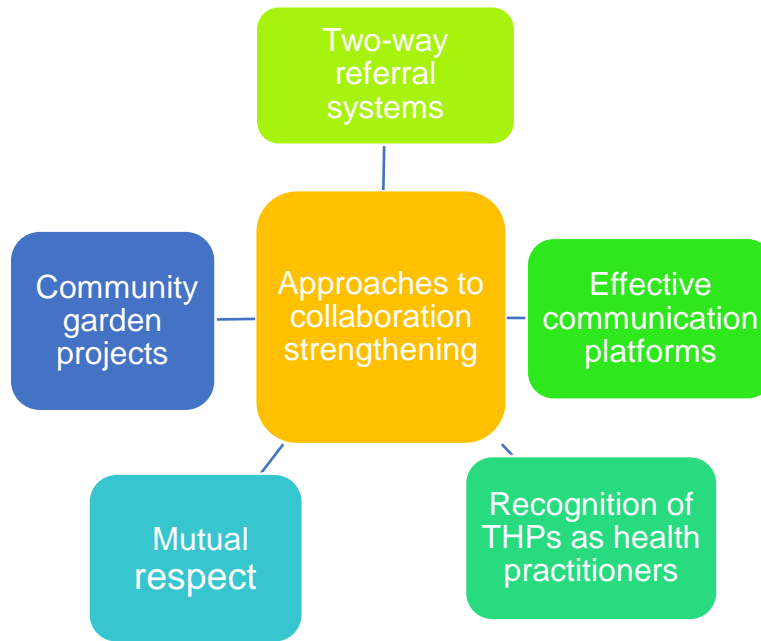 Two-way
referral
systems
Community
garden
projects
Approaches to
collaboration
strengthening
Effective
communication
platforms
Mutual
respect
Recognition of
THPs as health
practitioners